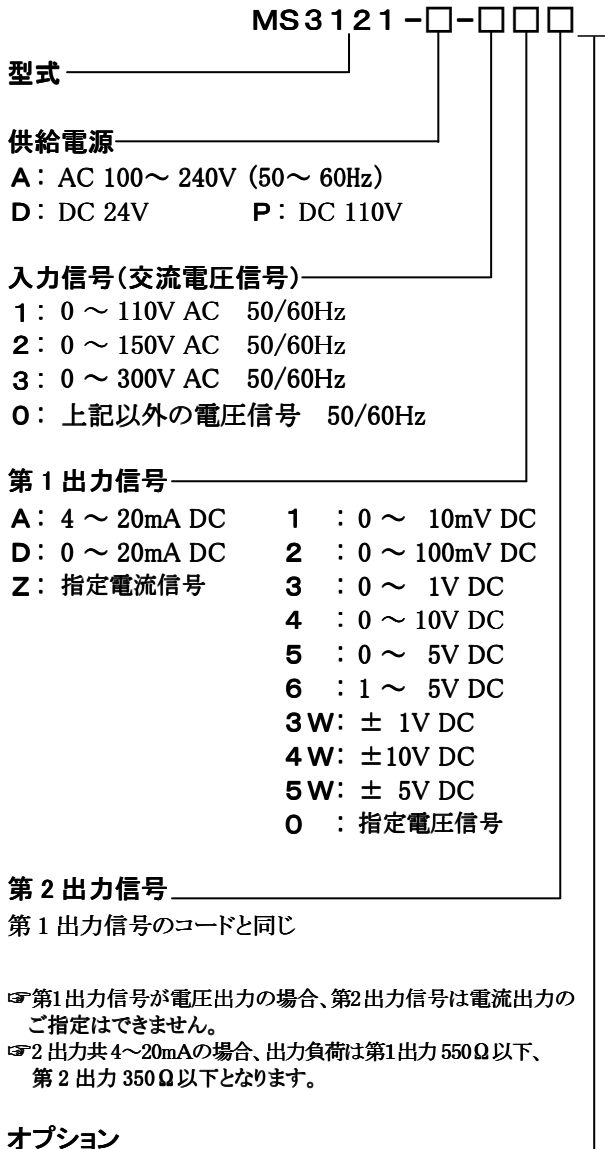 MS3121-□-□□□
型式
供給電源
A: AC 100～240V (50～60Hz)
D: DC 24V P: DC 110V
入力信号(交流電圧信号)
1: 0～110V AC 50/60Hz
2: 0～150V AC 50/60Hz
3: 0～300V AC 50/60Hz
0: 上記以外の電圧信号 50/60Hz
第1出力信号
A: 4～20mA DC 1 : 0～ 10mV DC
D: 0～20mA DC 2 : 0～100mV DC
Z: 指定電流信号 3 : 0～ 1V DC
4 : 0～10V DC
5 : 0～ 5V DC
6 : 1～ 5V DC
3W: ± 1V DC
4W: ±10V DC
5W: ± 5V DC
0 : 指定電圧信号
第2出力信号
第1出力信号のコードと同じ
☞第1出力信号が電圧出力の場合、第2出力信号は電流出力の
ご指定はできません。
☞2出力共4～20mAの場合、出力負荷は第1出力550Ω以下、
第2出力350Ω以下となります。
オプション